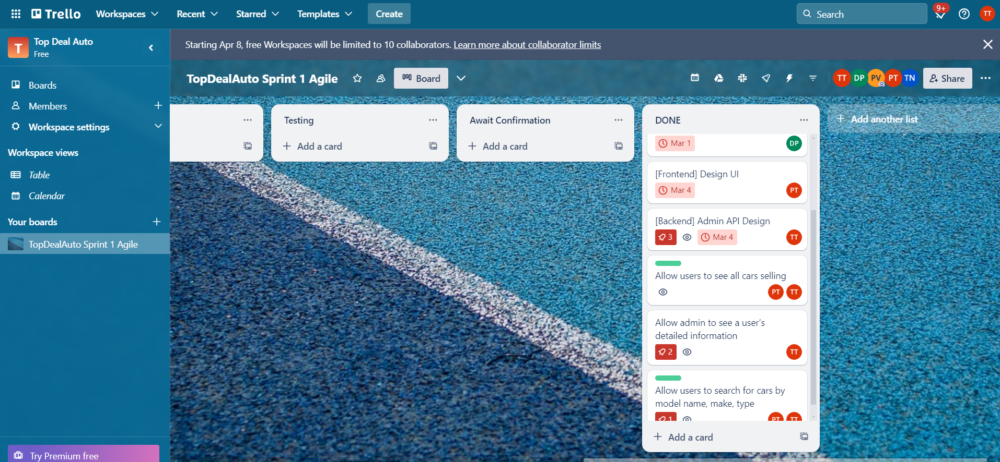 Trello
Workspaces
Recent
Starred
Templates
Create
Search
9+
TT
T
Top Deal Auto
Free
Starting Apr 8, free Workspaces will be limited to 10 collaborators. Learn more about collaborator limits
Boards
Members
Workspace settings
Workspace views
Table
Calendar
Your boards
TopDealAuto Sprint 1 Agile
Try Premium free
TopDealAuto Sprint 1 Agile
Board
TT DP PV PT TN
Share
Testing
Add a card
Await Confirmation
Add a card
DONE
Mar 1
DP
[Frontend] Design UI
Mar 4
PT
[Backend] Admin API Design
3
Mar 4
TT
Allow users to see all cars selling
PT TT
Allow admin to see a user’s
detailed information
2
TT
Allow users to search for cars by
model name, make, type
1
PT TT
Add a card
Add another list